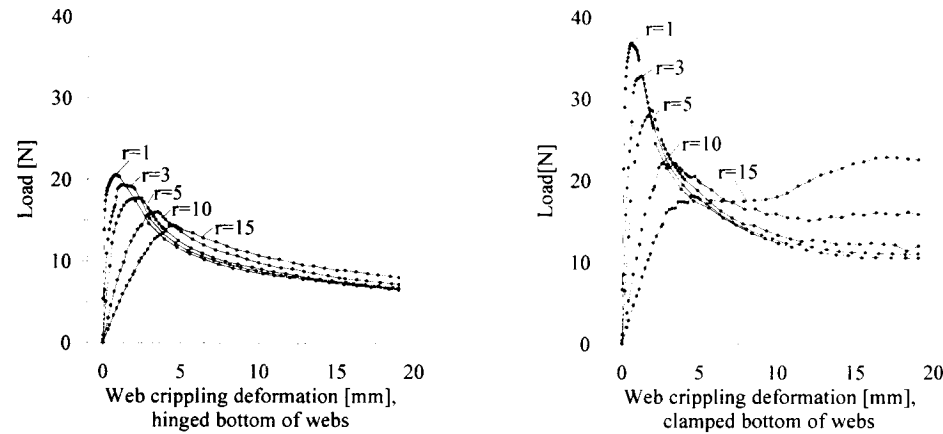 40
30
20
10
0
Load [N]
r=1
r=3
r=5
r=10
r=15
0 5 10 15 20
Web crippling deformation [mm],
hinged bottom of webs
40
30
20
10
0
Load[N]
r=1
r=3
r=5
r=10
r=15
0 5 10 15 20
Web crippling deformation [mm],
clamped bottom of webs